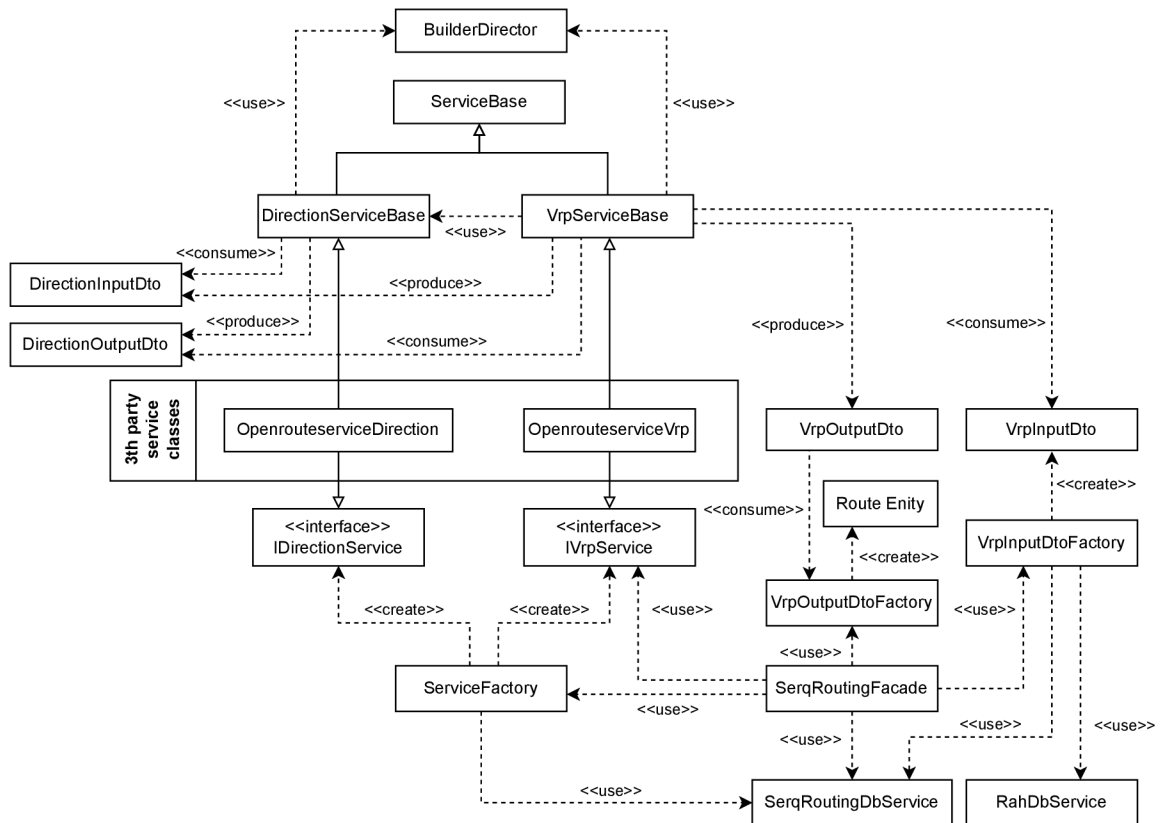 BuilderDirector
<<use>>
<<use>>
ServiceBase
DirectionServiceBase
VrpServiceBase
<<use>>
<<consume>>
DirectionInputDto
<<produce>>
<<produce>>
DirectionOutputDto
<<consume>>
<<produce>>
<<consume>>
3th party
service
classes
OpenrouteserviceDirection
OpenrouteserviceVrp
VrpOutputDto
VrpInputDto
<<create>>
<<consume>>
Route Enity
<<interface>>
IDirectionService
<<interface>>
IVrpService
VrpInputDtoFactory
<<create>>
VrpOutputDtoFactory
<<create>>
<<create>>
<<use>>
<<use>>
<<use>>
ServiceFactory
SerqRoutingFacade
<<use>>
<<use>>
<<use>>
<<use>>
<<use>>
SerqRoutingDbService
RahDbService